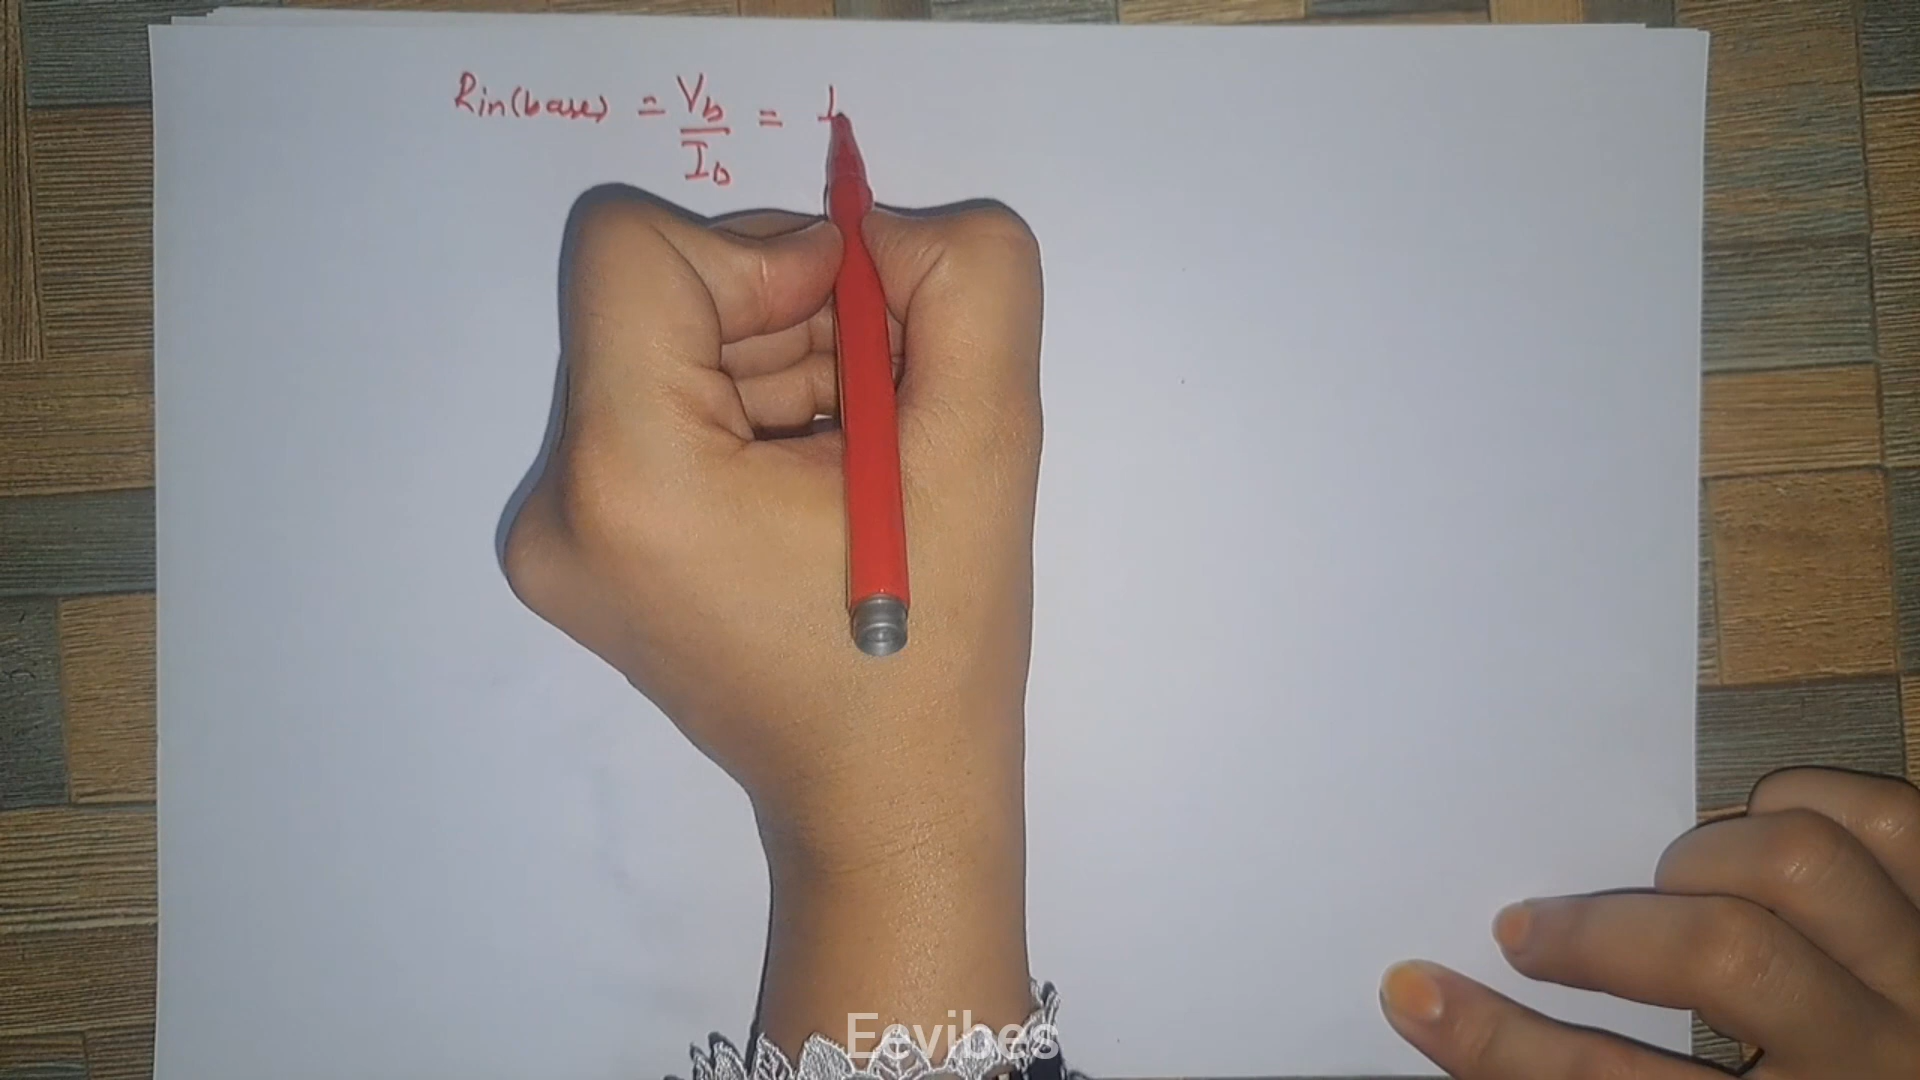 Rin(base) = Vb/Ib = I
Eevibes